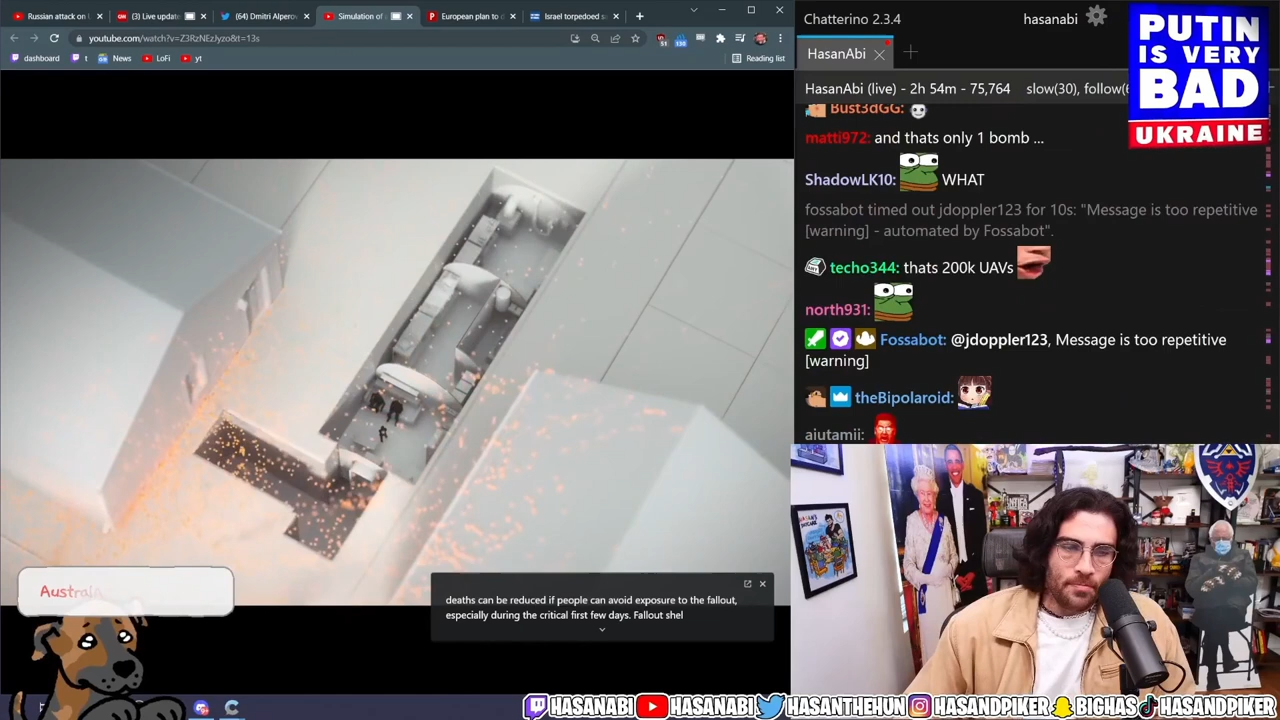 Russian attack on U
(3) Live update
(64) Dmitri Alperov
Simulation of
European plan to d
Israel torpedoed s
youtube.com/watch?v=Z3RzNEzJyzo&t=13s
dashboard
t
News
LoFi
yt
Reading list
Austrain
deaths can be reduced if people can avoid exposure to the fallout,
especially during the critical first few days. Fallout shel
Chatterino 2.3.4
hasanabi
HasanAbi
HasanAbi (live) - 2h 54m - 75,764
slow(30), follow(
Bust3dGG:
matti972: and thats only 1 bomb ...
ShadowLK10: WHAT
fossabot timed out jdoppler123 for 10s: "Message is too repetitive
[warning] - automated by Fossabot".
techo344: thats 200k UAVs
north931:
Fossabot: @jdoppler123, Message is too repetitive
[warning]
theBipolaroid:
aiutamii:
PUTIN
IS VERY
BAD
UKRAINE
HASANABI
HASANABI
HASANTHEHUN
HASANDPIKER
BIGHAS
HASANDPIKER